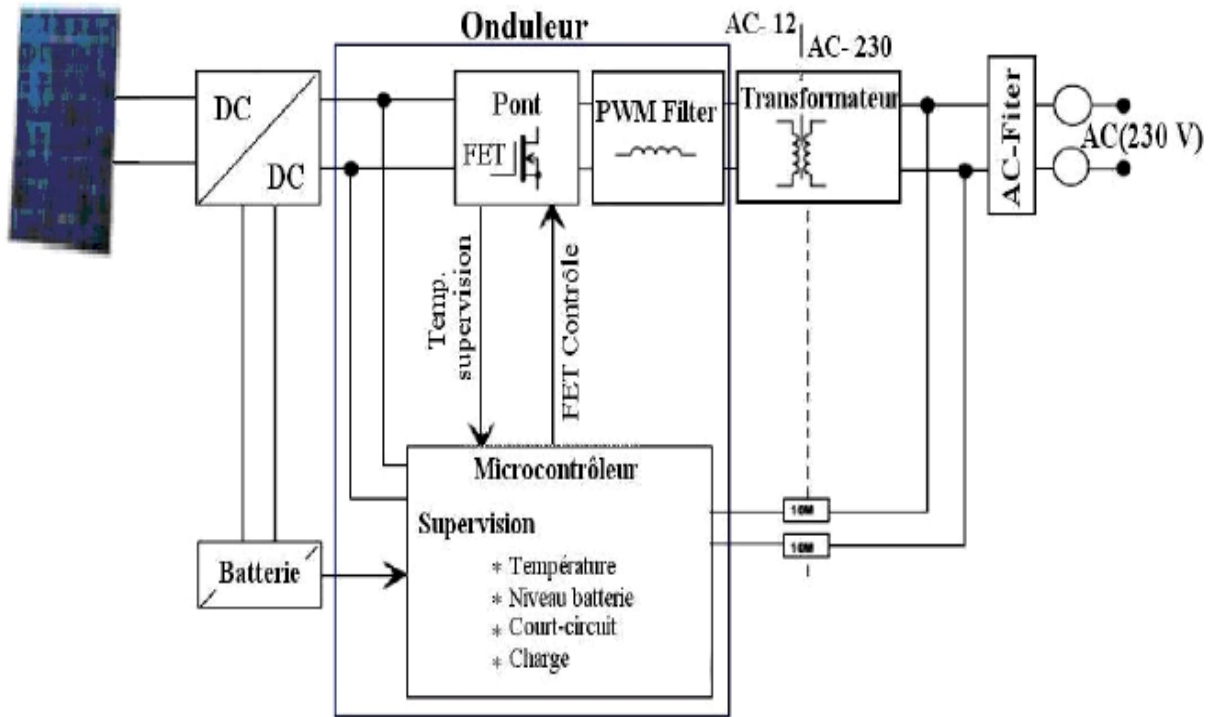 Onduleur
AC- 12
AC- 230
DC
DC
Pont
FET
PWM Filter
Transformateur
AC-Fiter
AC(230 V)
Temp.
supervision
FET Contrôle
Microcontrôleur
Supervision
* Température
* Niveau batterie
* Court-circuit
* Charge
Batterie
10M
10M